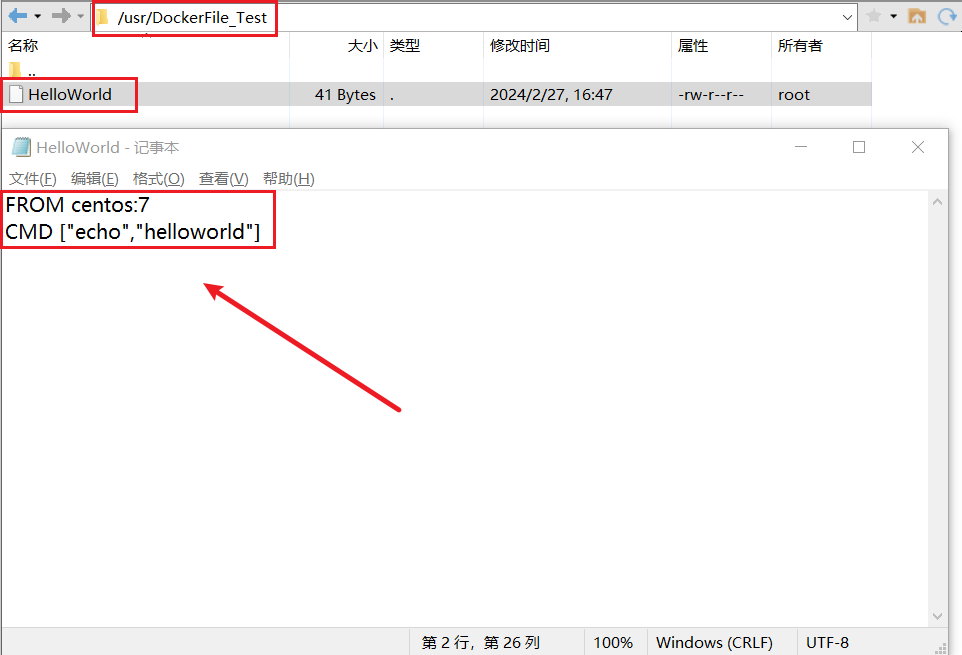 /usr/DockerFile_Test
名称 大小 类型 修改时间 属性 所有者
..
HelloWorld 41 Bytes . 2024/2/27, 16:47 -rw-r--r-- root
HelloWorld - 记事本
文件(F) 编辑(E) 格式(O) 查看(V) 帮助(H)
FROM centos:7
CMD ["echo","helloworld"]
第 2 行，第 26 列 100% Windows (CRLF) UTF-8